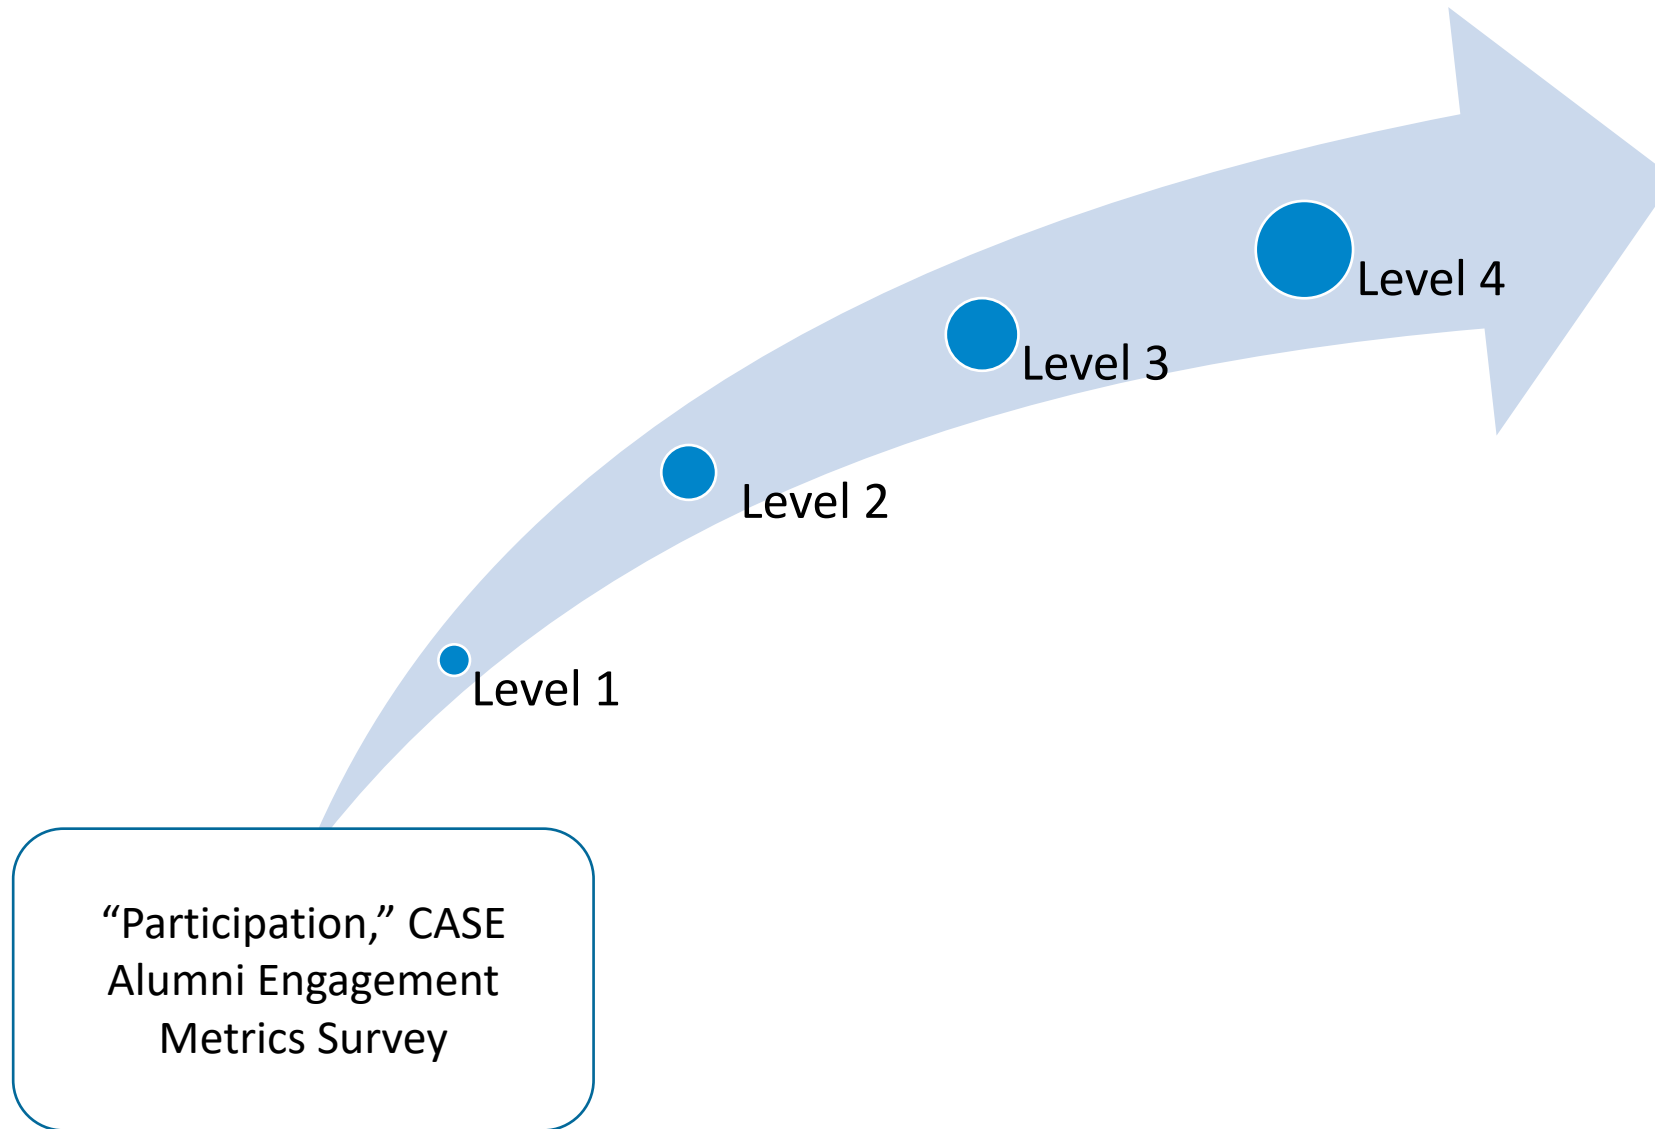 Level 4
Level 3
Level 2
Level 1
“Participation,” CASE
Alumni Engagement
Metrics Survey